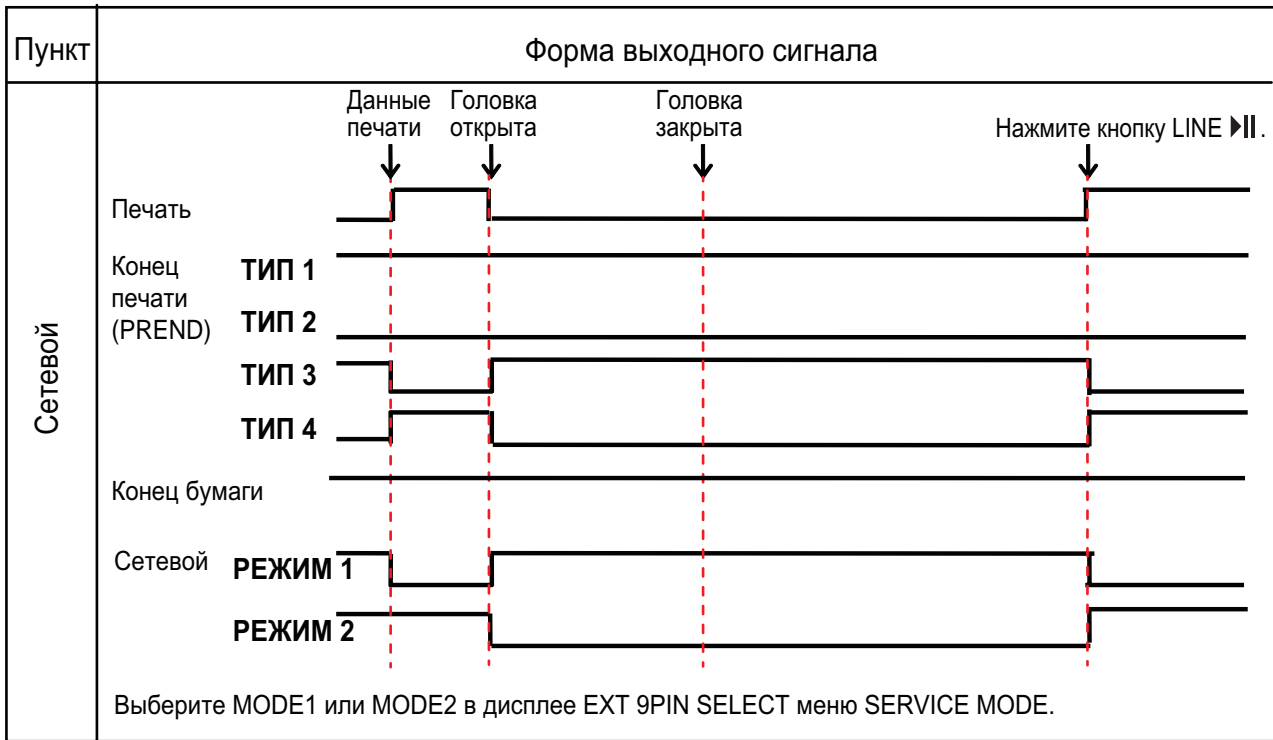 Пункт
Форма выходного сигнала
Данные печати
Головка открыта
Головка закрыта
Нажмите кнопку LINE ⏯.
Сетевой
Печать
Конец печати (PREND)
ТИП 1
ТИП 2
ТИП 3
ТИП 4
Конец бумаги
Сетевой
РЕЖИМ 1
РЕЖИМ 2
Выберите MODE1 или MODE2 в дисплее EXT 9PIN SELECT меню SERVICE MODE.